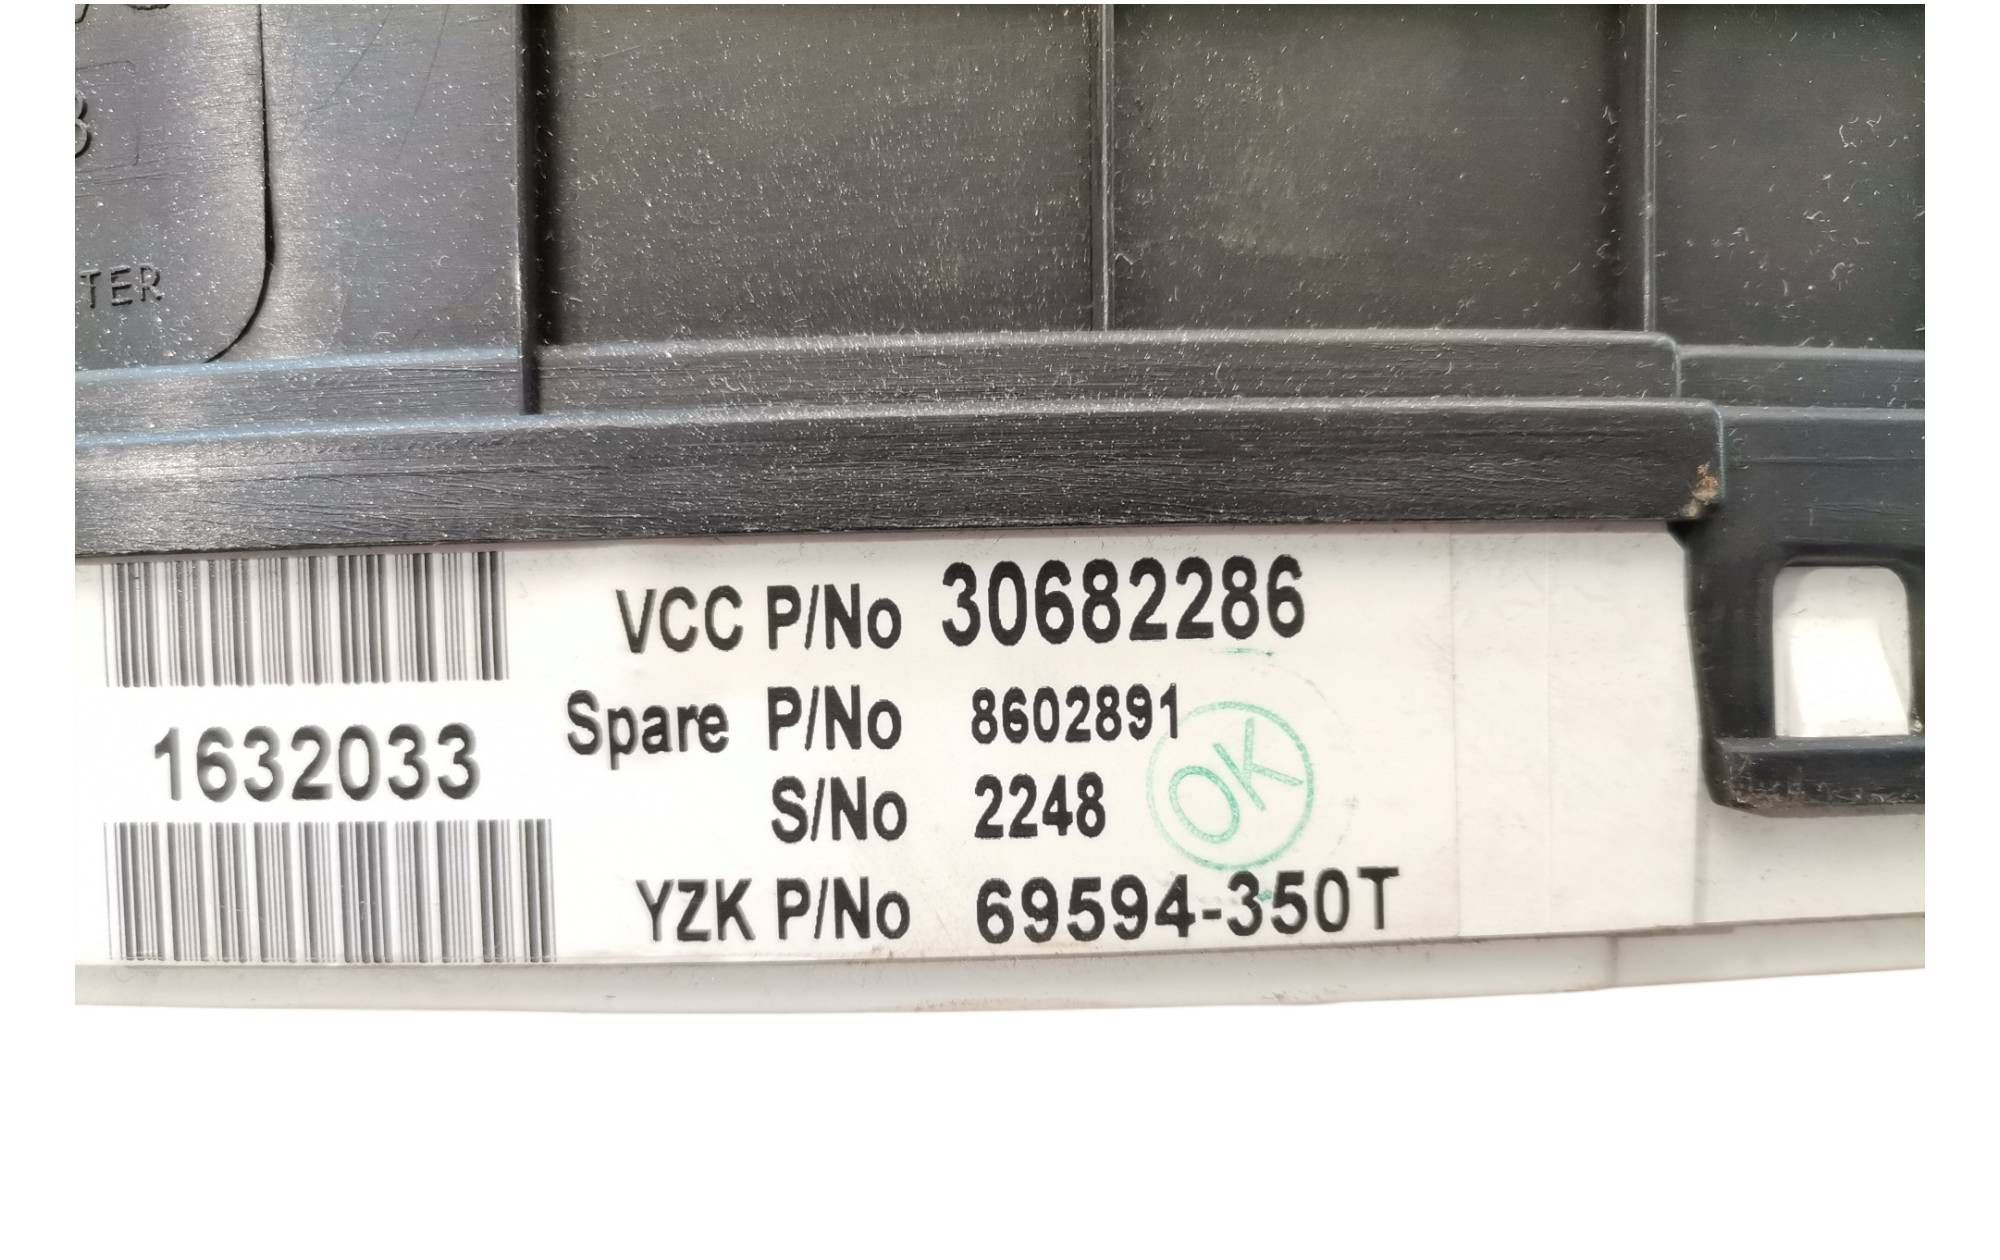 TER
VCC P/No 30682286
Spare P/No 8602891
1632033
S/No 2248
OK
YZK P/No 69594-350T